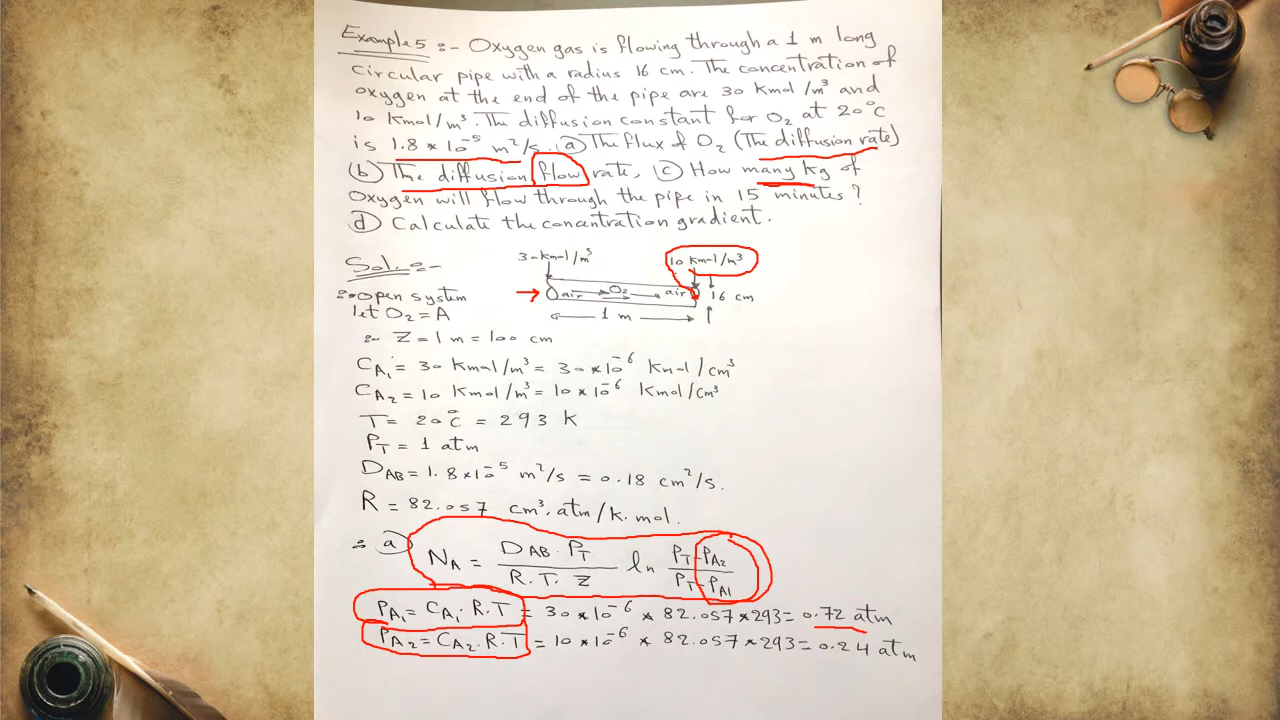 Example 5 :- Oxygen gas is flowing through a 1 m long
circular pipe with a radius 16 cm. The concentration of
oxygen at the end of the pipe are 30 Kmol/m³ and
10 Kmol/m³. The diffusion constant for O₂ at 20°C
is 1.8 * 10⁻⁵ m²/s. (a) The flux of O₂ (The diffusion rate)
(b) The diffusion flow rate, (c) How many Kg of
Oxygen will flow through the pipe in 15 minutes?
(d) Calculate the concantration gradient.
Sol. :-
30 kmol/m³ 10 kmol/m³
∴ open system
air O₂ air 16 cm
let O₂ = A
1 m
∴ Z = 1 m = 100 cm
C_A₁ = 30 Kmol/m³ = 30 * 10⁻⁶ Kmol/cm³
C_A₂ = 10 Kmol/m³ = 10 * 10⁻⁶ Kmol/cm³
T = 20°C = 293 K
P_T = 1 atm
D_AB = 1.8 * 10⁻⁵ m²/s = 0.18 cm²/s.
R = 82.057 cm³. atm / K. mol.
∴ (a) N_A = D_AB . P_T / R . T . Z ln P_T - P_A2 / P_T - P_A1
P_A₁ = C_A₁ . R . T = 30 * 10⁻⁶ * 82.057 * 293 = 0.72 atm
P_A₂ = C_A₂ . R . T = 10 * 10⁻⁶ * 82.057 * 293 = 0.24 atm